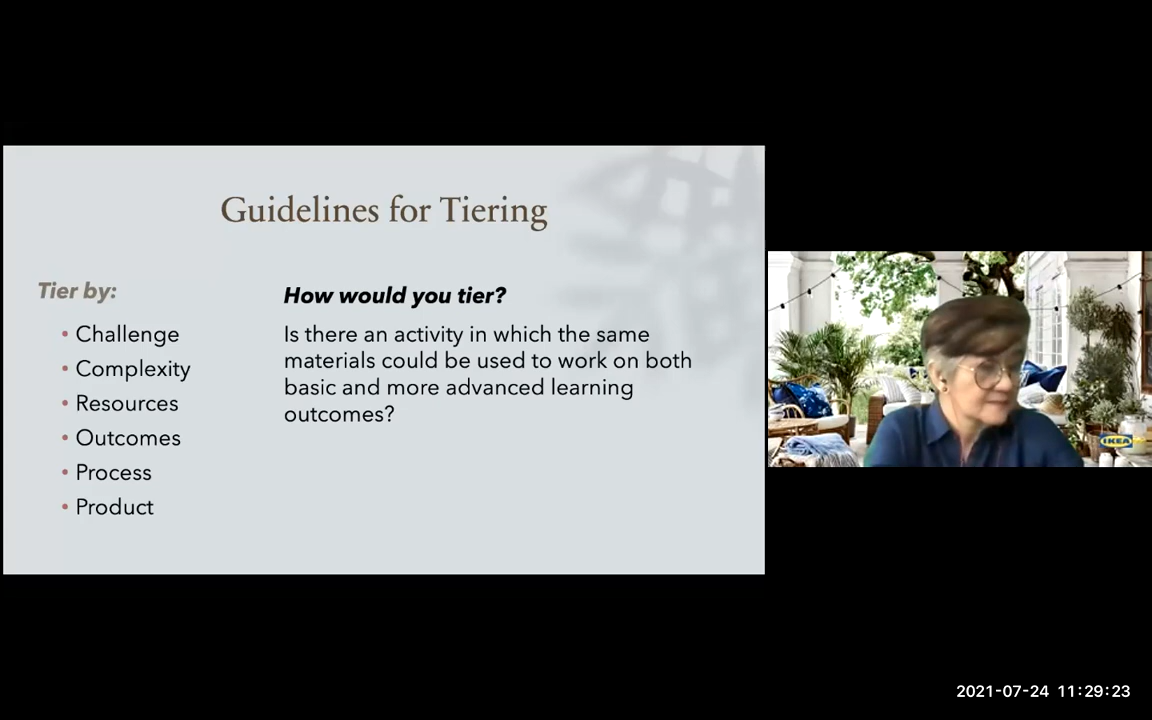 Guidelines for Tiering
Tier by:
• Challenge
• Complexity
• Resources
• Outcomes
• Process
• Product
How would you tier?
Is there an activity in which the same
materials could be used to work on both
basic and more advanced learning
outcomes?
IKEA
2021-07-24 11:29:23